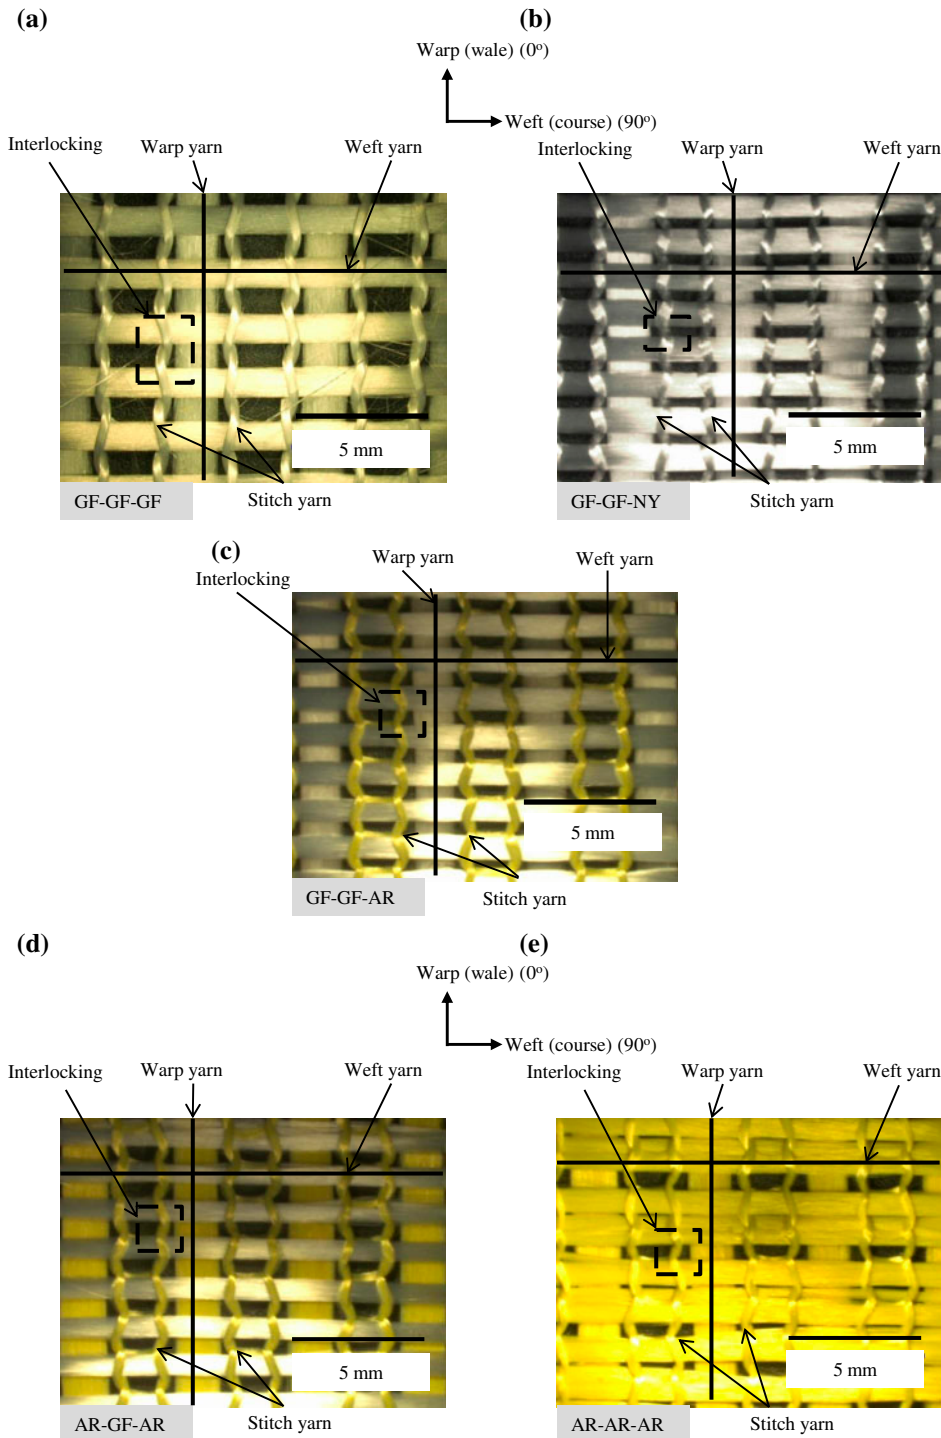 (a)
(b)
Warp (wale) (0°)
Weft (course) (90°)
Interlocking
Warp yarn
Weft yarn
Interlocking
Warp yarn
Weft yarn
5 mm
5 mm
GF-GF-GF
Stitch yarn
GF-GF-NY
Stitch yarn
(c)
Warp yarn
Weft yarn
Interlocking
5 mm
GF-GF-AR
Stitch yarn
(d)
(e)
Warp (wale) (0°)
Weft (course) (90°)
Interlocking
Warp yarn
Weft yarn
Interlocking
Warp yarn
Weft yarn
5 mm
5 mm
AR-GF-AR
Stitch yarn
AR-AR-AR
Stitch yarn